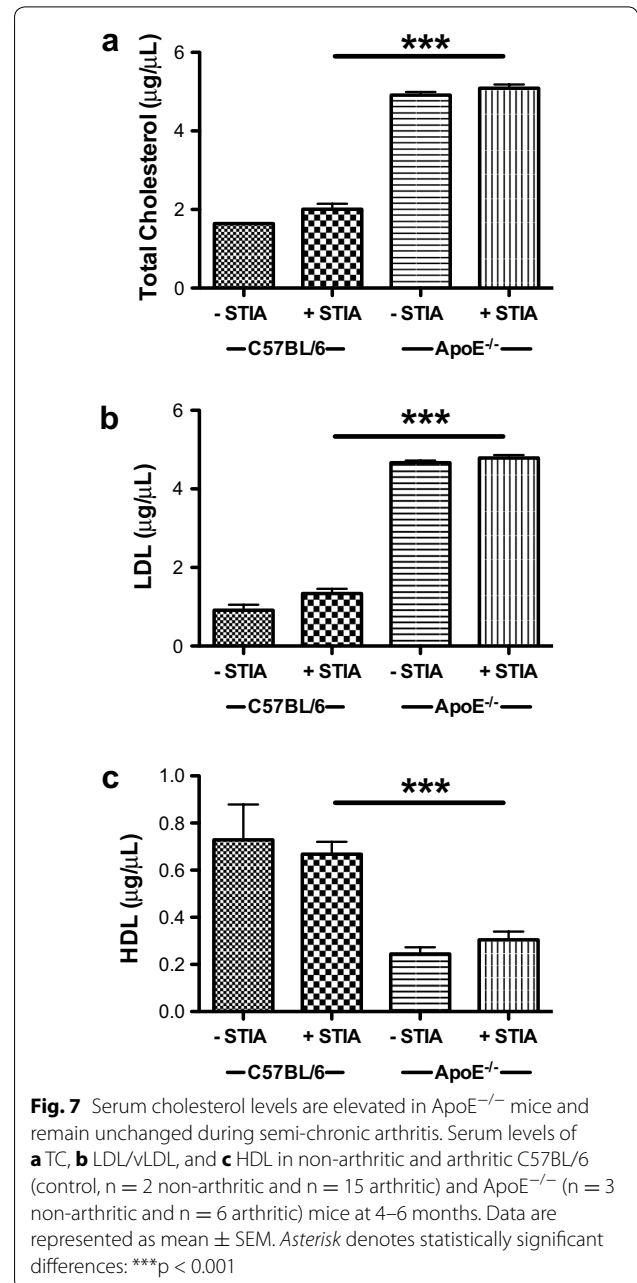 a
***
Total Cholesterol (µg/µL)
6
4
2
0
- STIA + STIA - STIA + STIA
C57BL/6 ApoE-/-
b
***
LDL (µg/µL)
6
4
2
0
- STIA + STIA - STIA + STIA
C57BL/6 ApoE-/-
c
***
HDL (µg/µL)
1.0
0.8
0.6
0.4
0.2
0.0
- STIA + STIA - STIA + STIA
C57BL/6 ApoE-/-
Fig. 7 Serum cholesterol levels are elevated in ApoE−/− mice and
remain unchanged during semi-chronic arthritis. Serum levels of
a TC, b LDL/vLDL, and c HDL in non-arthritic and arthritic C57BL/6
(control, n = 2 non-arthritic and n = 15 arthritic) and ApoE−/− (n = 3
non-arthritic and n = 6 arthritic) mice at 4–6 months. Data are
represented as mean ± SEM. Asterisk denotes statistically significant
differences: ***p < 0.001